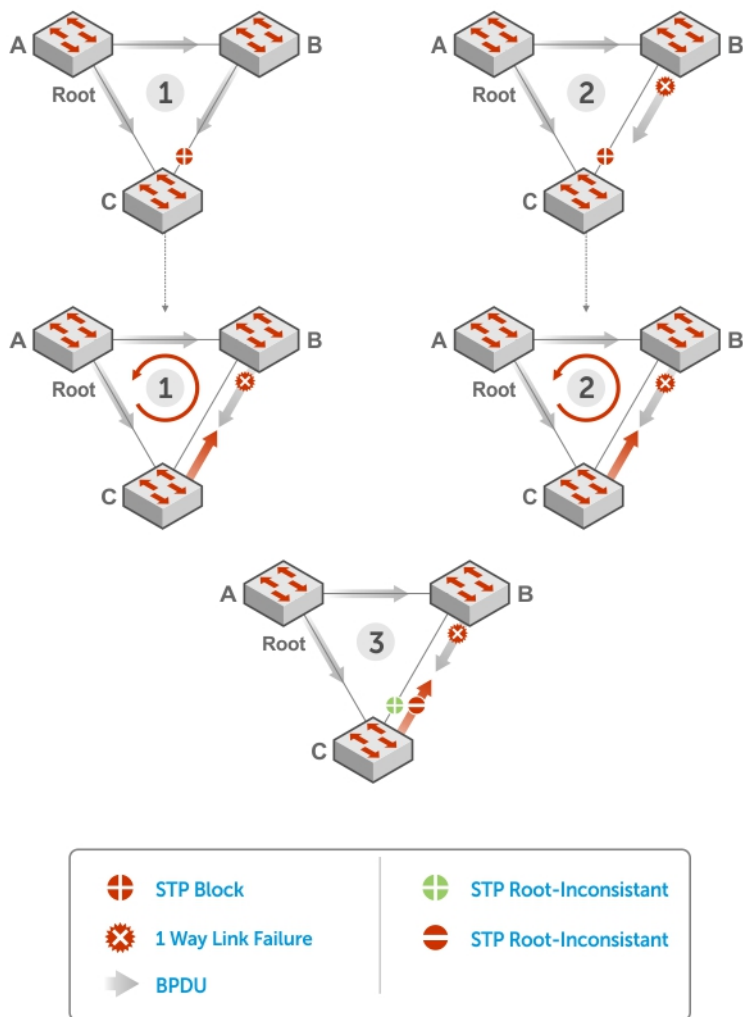 A
B
Root
1
C
A
B
Root
2
C
A
B
Root
1
C
A
B
Root
2
C
A
B
Root
3
C
STP Block
1 Way Link Failure
BPDU
STP Root-Inconsistant
STP Root-Inconsistant